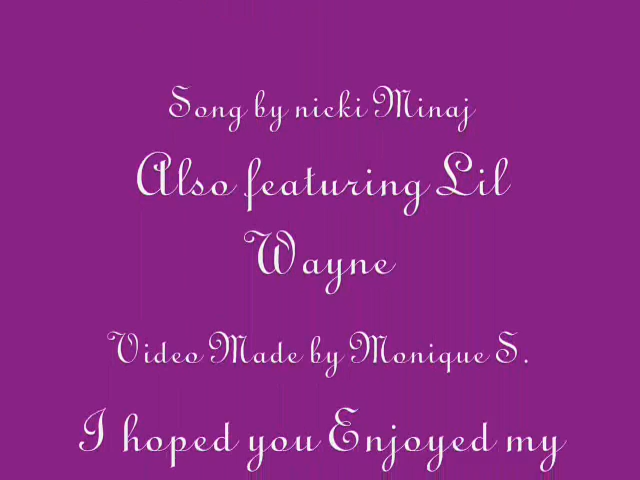 Song by nicki Minaj
Also featuring Lil
Wayne
Video Made by Monique S.
I hoped you Enjoyed my